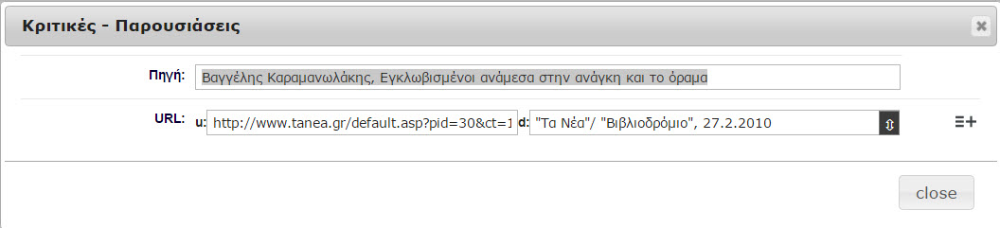 Κριτικές - Παρουσιάσεις
Πηγή: Βαγγέλης Καραμανωλάκης, Εγκλωβισμένοι ανάμεσα στην ανάγκη και το όραμα
URL: u: http://www.tanea.gr/default.asp?pid=30&ct=1 d: "Τα Νέα"/ "Βιβλιοδρόμιο", 27.2.2010
close